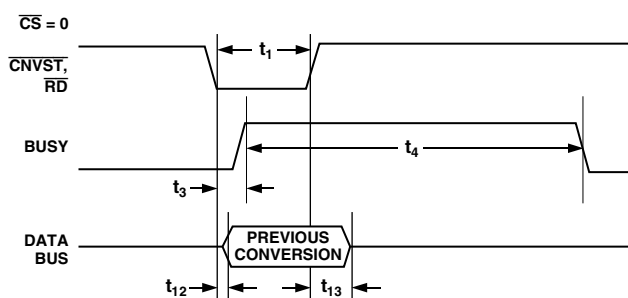 CS = 0
t1
CNVST,
RD
BUSY
t4
t3
DATA
BUS
PREVIOUS
CONVERSION
t12
t13